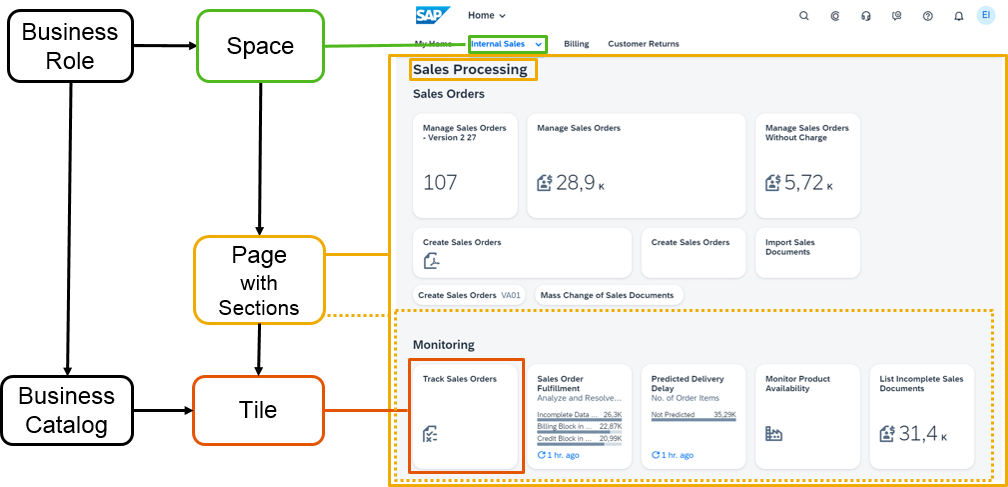 Business
Role
Space
Page
with
Sections
Business
Catalog
Tile
SAP
Home
EI
My Home
Internal Sales
Billing
Customer Returns
Sales Processing
Sales Orders
Manage Sales Orders
- Version 2 27
107
Manage Sales Orders
28,9 K
Manage Sales Orders
Without Charge
5,72 K
Create Sales Orders
Create Sales Orders
Import Sales
Documents
Create Sales Orders VA01
Mass Change of Sales Documents
Monitoring
Track Sales Orders
Sales Order
Fulfillment
Analyze and Resolve...
Incomplete Data ... 26,3K
Billing Block in ... 22,87K
Credit Block in ... 20,99K
1 hr. ago
Predicted Delivery
Delay
No. of Order Items
Not Predicted 35,29K
1 hr. ago
Monitor Product
Availability
List Incomplete Sales
Documents
31,4 K